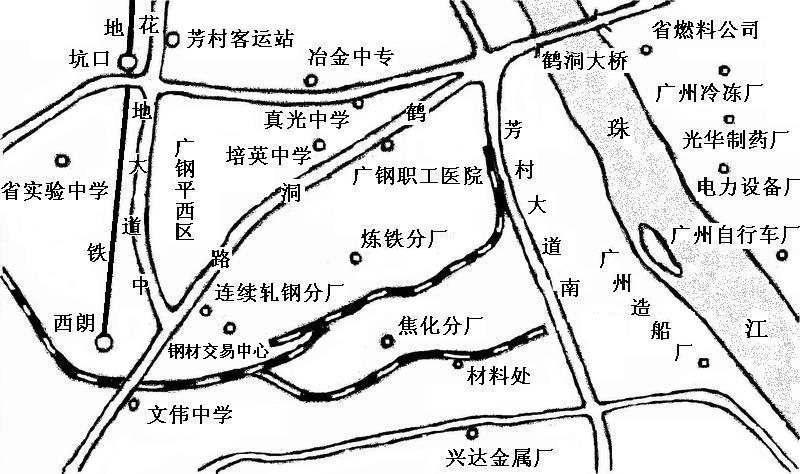 地铁
花地大道中
芳村客运站
坑口
冶金中专
鹤洞大桥
省燃料公司
广州冷冻厂
光华制药厂
电力设备厂
广州自行车厂
珠江
真光中学
培英中学
鹤洞路
广钢职工医院
芳村大道南
广钢平西区
省实验中学
炼铁分厂
连续轧钢分厂
广州造船厂
西朗
钢材交易中心
焦化分厂
材料处
文伟中学
兴达金属厂